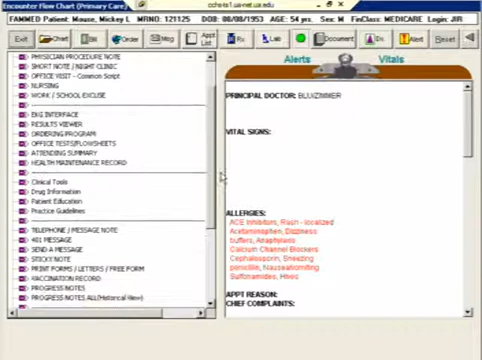 Encounter Flow Chart (Primary Care)
FAMMED Patient: Mouse, Mickey L MRNO: 121125 DOB: 08/08/1953 AGE: 54 yrs. Sex: M FinClass: MEDICARE Login: JIR
Exit Chart Bill Order Msg Appt List Rx Lab Document Dx Alert Reset
PHYSICIAN PROCEDURE NOTE
SHORT NOTE / NIGHT CLINIC
OFFICE VISIT - Common Script
NURSING
WORK / SCHOOL EXCUSE
EKG INTERFACE
RESULTS VIEWER
ORDERING PROGRAM
OFFICE TESTS/FLOWSHEETS
ATTENDING SUMMARY
HEALTH MAINTENANCE RECORD
Clinical Tools
Drug Information
Patient Education
Practice Guidelines
TELEPHONE / MESSAGE NOTE
401 MESSAGE
SEND A MESSAGE
STICKY NOTE
PRINT FORMS / LETTERS / FREE FORM
VACCINATION RECORD
PROGRESS NOTES
PROGRESS NOTES ALL(Historical View)
Alerts Vitals
PRINCIPAL DOCTOR:
VITAL SIGNS:
ALLERGIES:
ACE Inhibitors, Rash - localized
Acetaminophen, Dizziness
buffers, Anaphylaxis
Calcium Channel Blockers
Cephalosporin, Sneezing
penicillin, Nausea/vomiting
Sulfonamides, Hives
APPT REASON:
CHIEF COMPLAINTS: